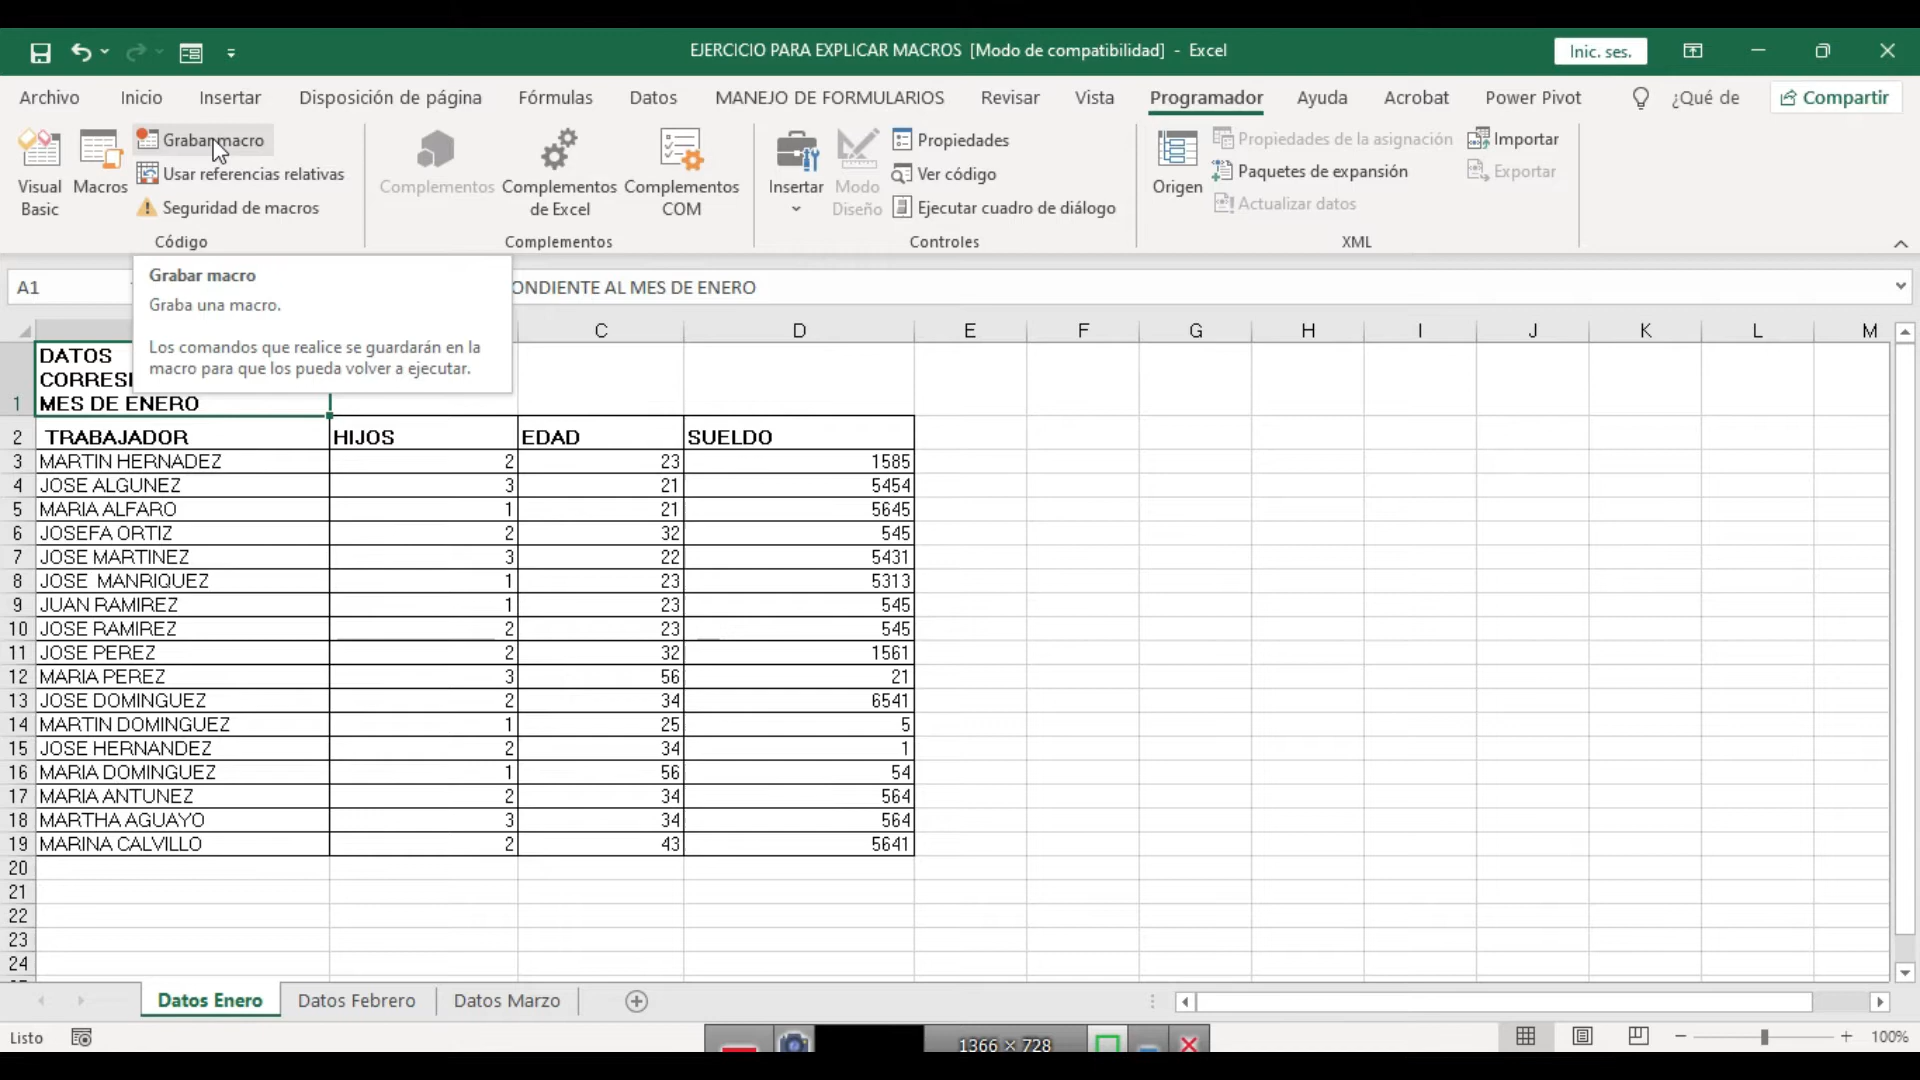 EJERCICIO PARA EXPLICAR MACROS [Modo de compatibilidad] - Excel
Inic. ses.
Archivo Inicio Insertar Disposición de página Fórmulas Datos MANEJO DE FORMULARIOS Revisar Vista Programador Ayuda Acrobat Power Pivot ¿Qué de Compartir
Visual Basic
Macros
Grabar macro
Usar referencias relativas
Seguridad de macros
Código
Complementos
Complementos de Excel
Complementos COM
Complementos
Insertar
Modo Diseño
Propiedades
Ver código
Ejecutar cuadro de diálogo
Controles
Origen
Propiedades de la asignación
Paquetes de expansión
Actualizar datos
Importar
Exportar
XML
Grabar macro
Graba una macro.
Los comandos que realice se guardarán en la
macro para que los pueda volver a ejecutar.
A1
ONDIENTE AL MES DE ENERO
C D E F G H I J K L M
DATOS
CORRES
1 MES DE ENERO
2 TRABAJADOR HIJOS EDAD SUELDO
3 MARTIN HERNADEZ 2 23 1585
4 JOSE ALGUNEZ 3 21 5454
5 MARIA ALFARO 1 21 5645
6 JOSEFA ORTIZ 2 32 545
7 JOSE MARTINEZ 3 22 5431
8 JOSE MANRIQUEZ 1 23 5313
9 JUAN RAMIREZ 1 23 545
10 JOSE RAMIREZ 2 23 545
11 JOSE PEREZ 2 32 1561
12 MARIA PEREZ 3 56 21
13 JOSE DOMINGUEZ 2 34 6541
14 MARTIN DOMINGUEZ 1 25 5
15 JOSE HERNANDEZ 2 34 1
16 MARIA DOMINGUEZ 1 56 54
17 MARIA ANTUNEZ 2 34 564
18 MARTHA AGUAYO 3 34 564
19 MARINA CALVILLO 2 43 5641
20
21
22
23
24
Datos Enero Datos Febrero Datos Marzo
Listo
1366 × 728
100%